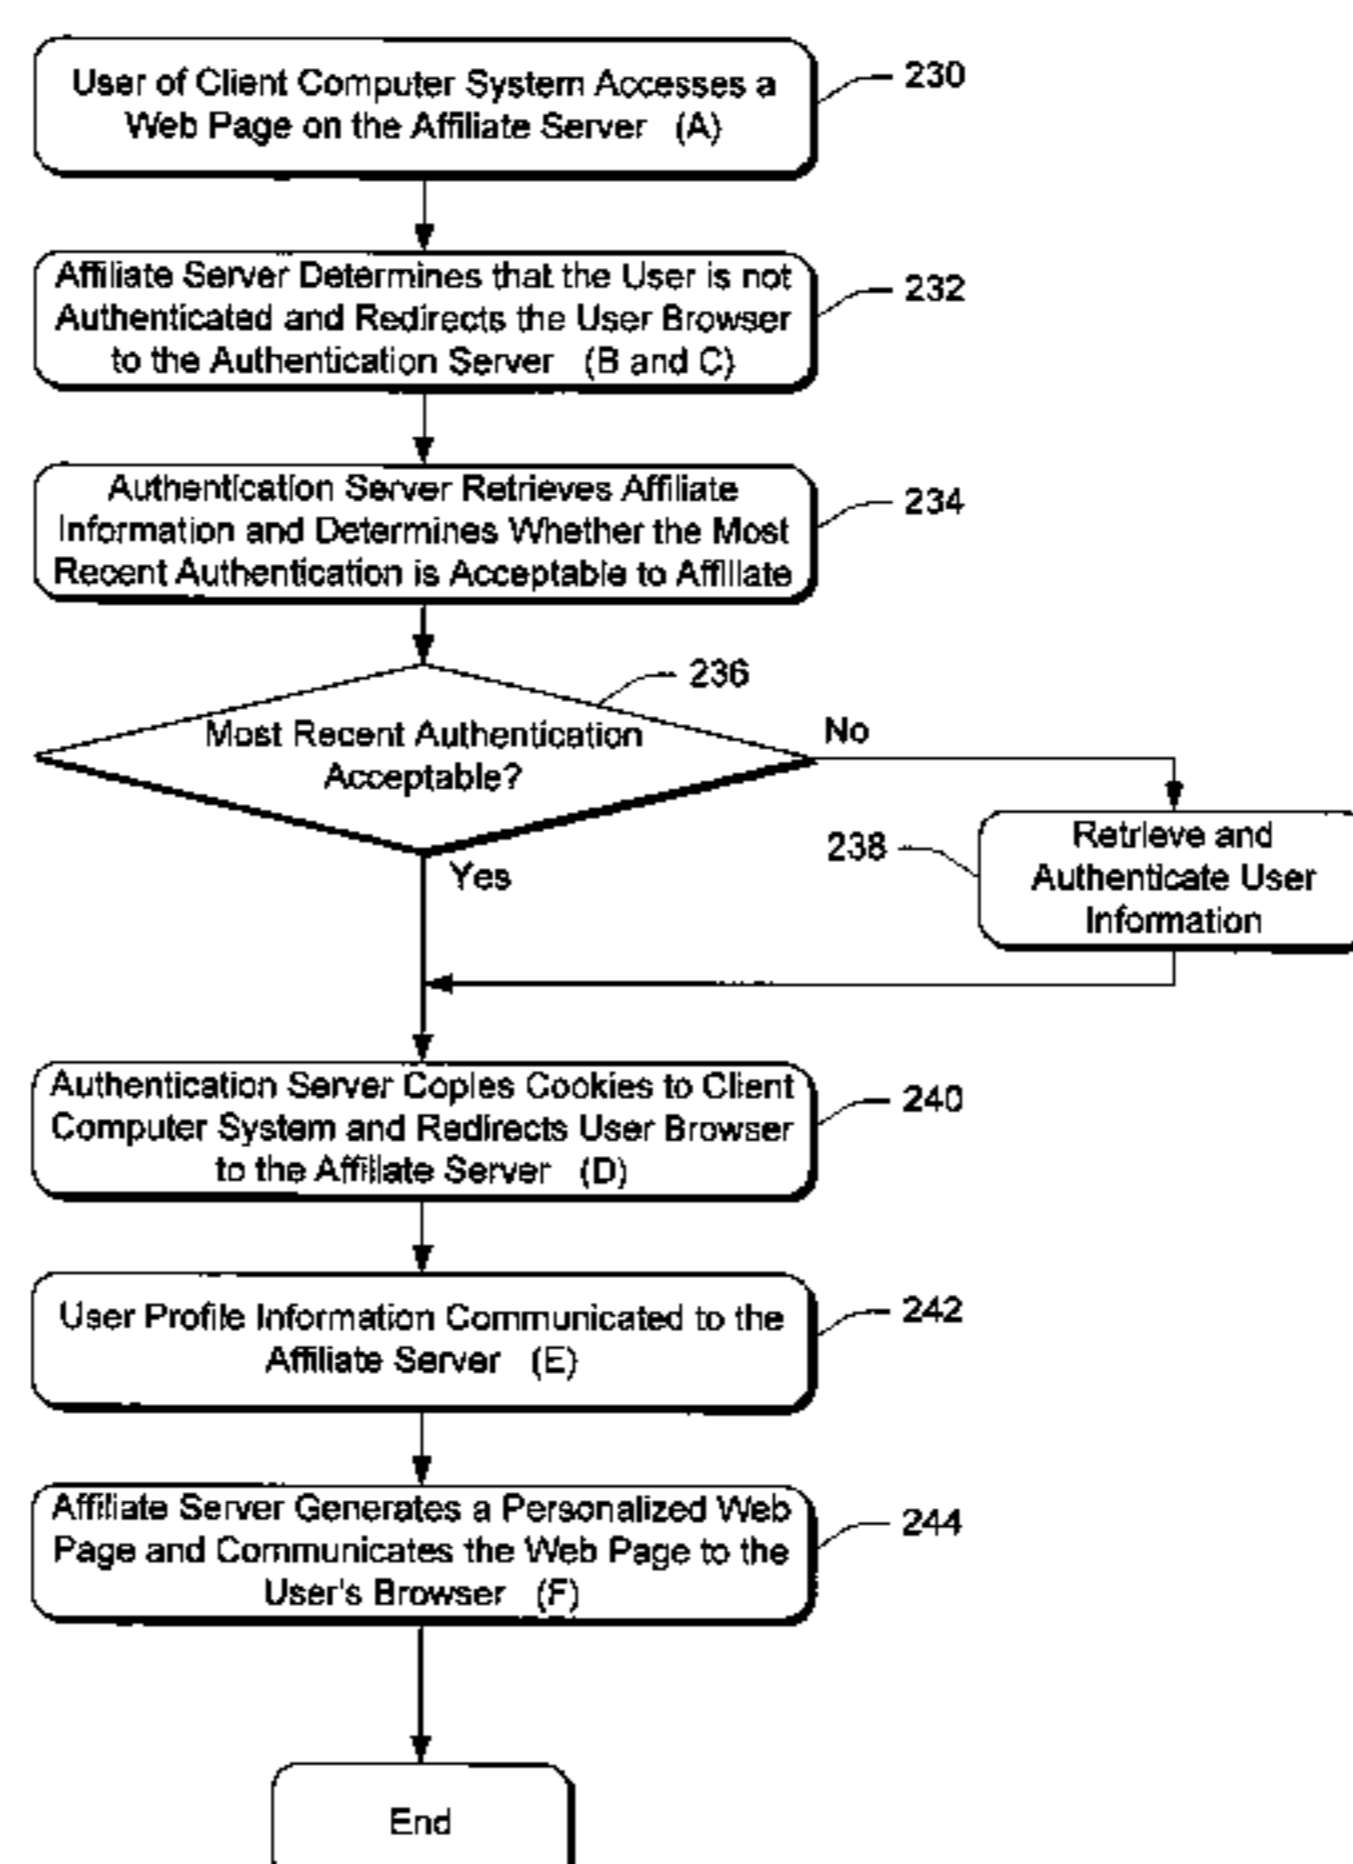 User of Client Computer System Accesses a
Web Page on the Affiliate Server (A)
230
Affiliate Server Determines that the User is not
Authenticated and Redirects the User Browser
to the Authentication Server (B and C)
232
Authentication Server Retrieves Affiliate
Information and Determines Whether the Most
Recent Authentication is Acceptable to Affiliate
234
236
Most Recent Authentication
Acceptable?
No
Yes
238
Retrieve and
Authenticate User
Information
Authentication Server Copies Cookies to Client
Computer System and Redirects User Browser
to the Affiliate Server (D)
240
User Profile Information Communicated to the
Affiliate Server (E)
242
Affiliate Server Generates a Personalized Web
Page and Communicates the Web Page to the
User's Browser (F)
244
End